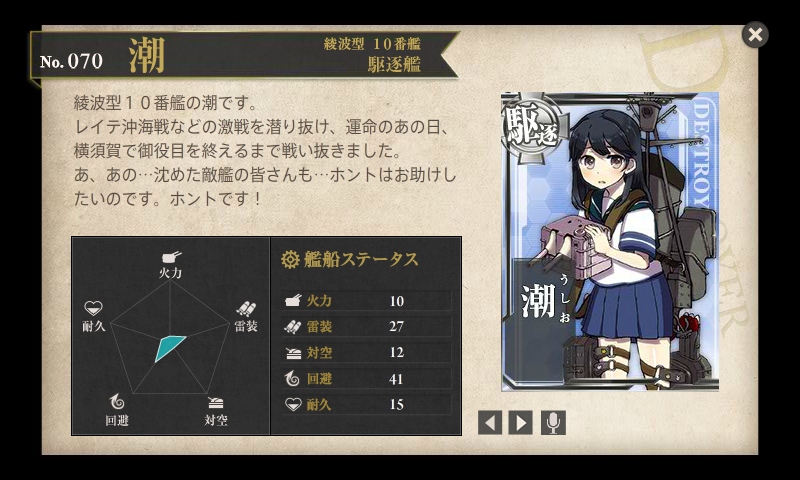 No. 070 潮
綾波型 10番艦
駆逐艦
綾波型10番艦の潮です。
レイテ沖海戦などの激戦を潜り抜け、運命のあの日、
横須賀で御役目を終えるまで戦い抜きました。
あ、あの…沈めた敵艦の皆さんも…ホントはお助けし
たいのです。ホントです！
火力
耐久
雷装
回避
対空
艦船ステータス
火力 10
雷装 27
対空 12
回避 41
耐久 15
DESTROYER
駆逐
DESTROYER
潮
うしお